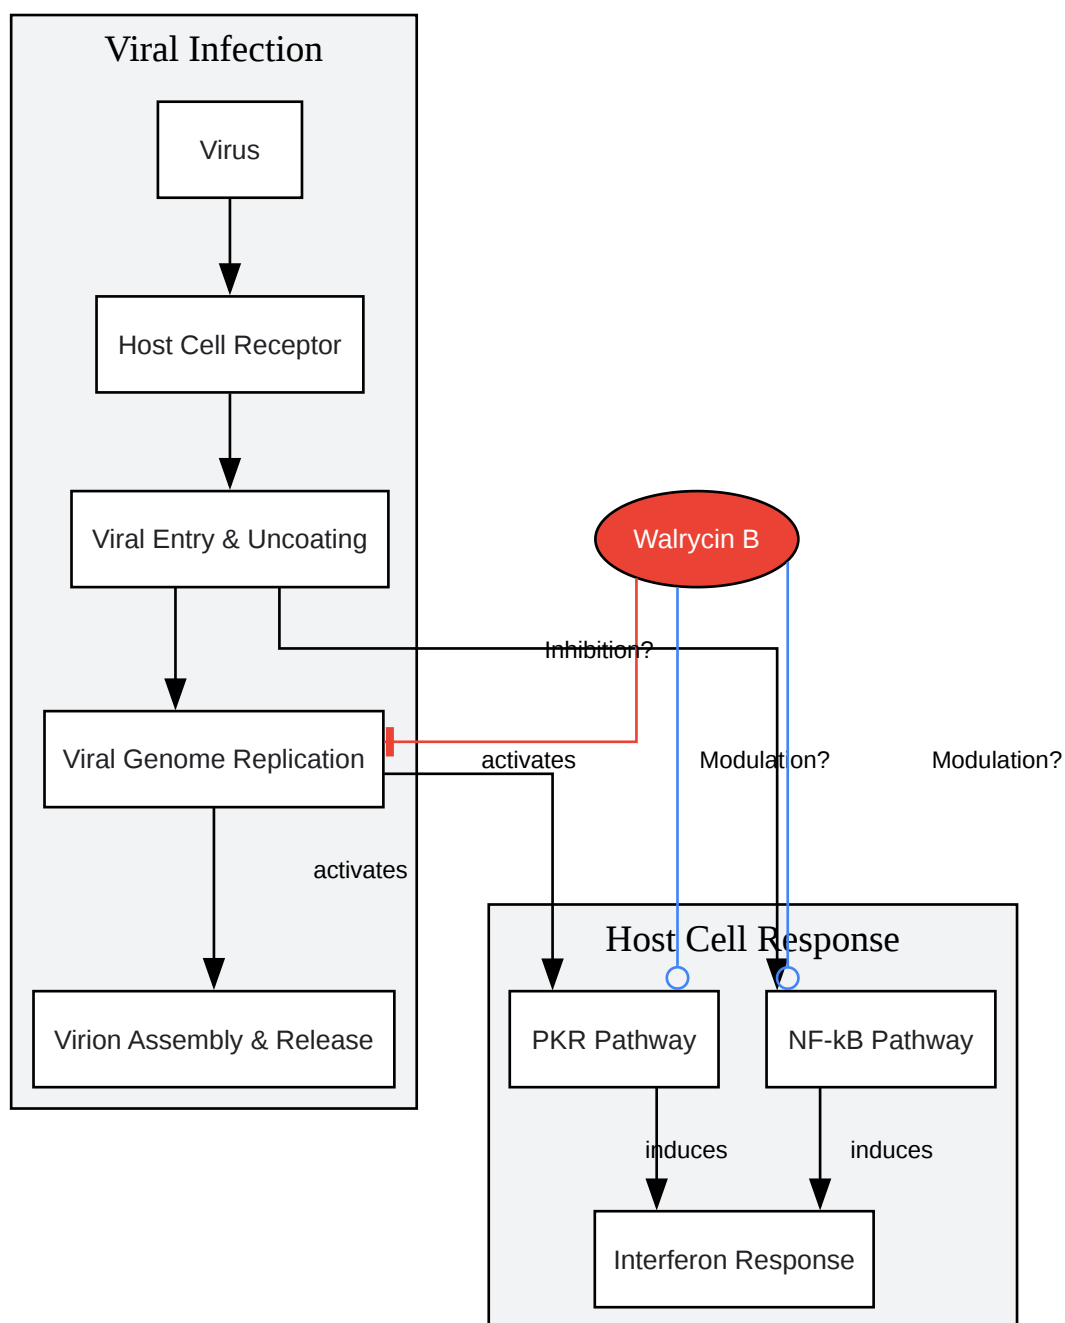 Viral Infection
Virus
Host Cell Receptor
Viral Entry & Uncoating
Walrycin B
Inhibition?
Viral Genome Replication
activates
Modulation?
Modulation?
activates
Host Cell Response
Virion Assembly & Release
PKR Pathway
NF-kB Pathway
induces
induces
Interferon Response